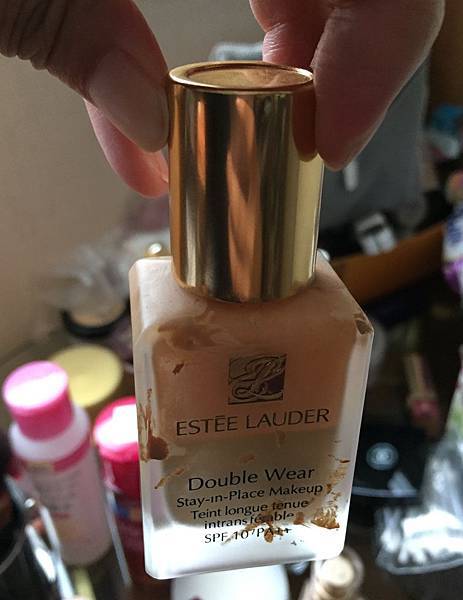 ESTĒE LAUDER
Double Wear
Stay-in-Place Makeup
Teint longue tenue
intransférable
SPF 10/PA++